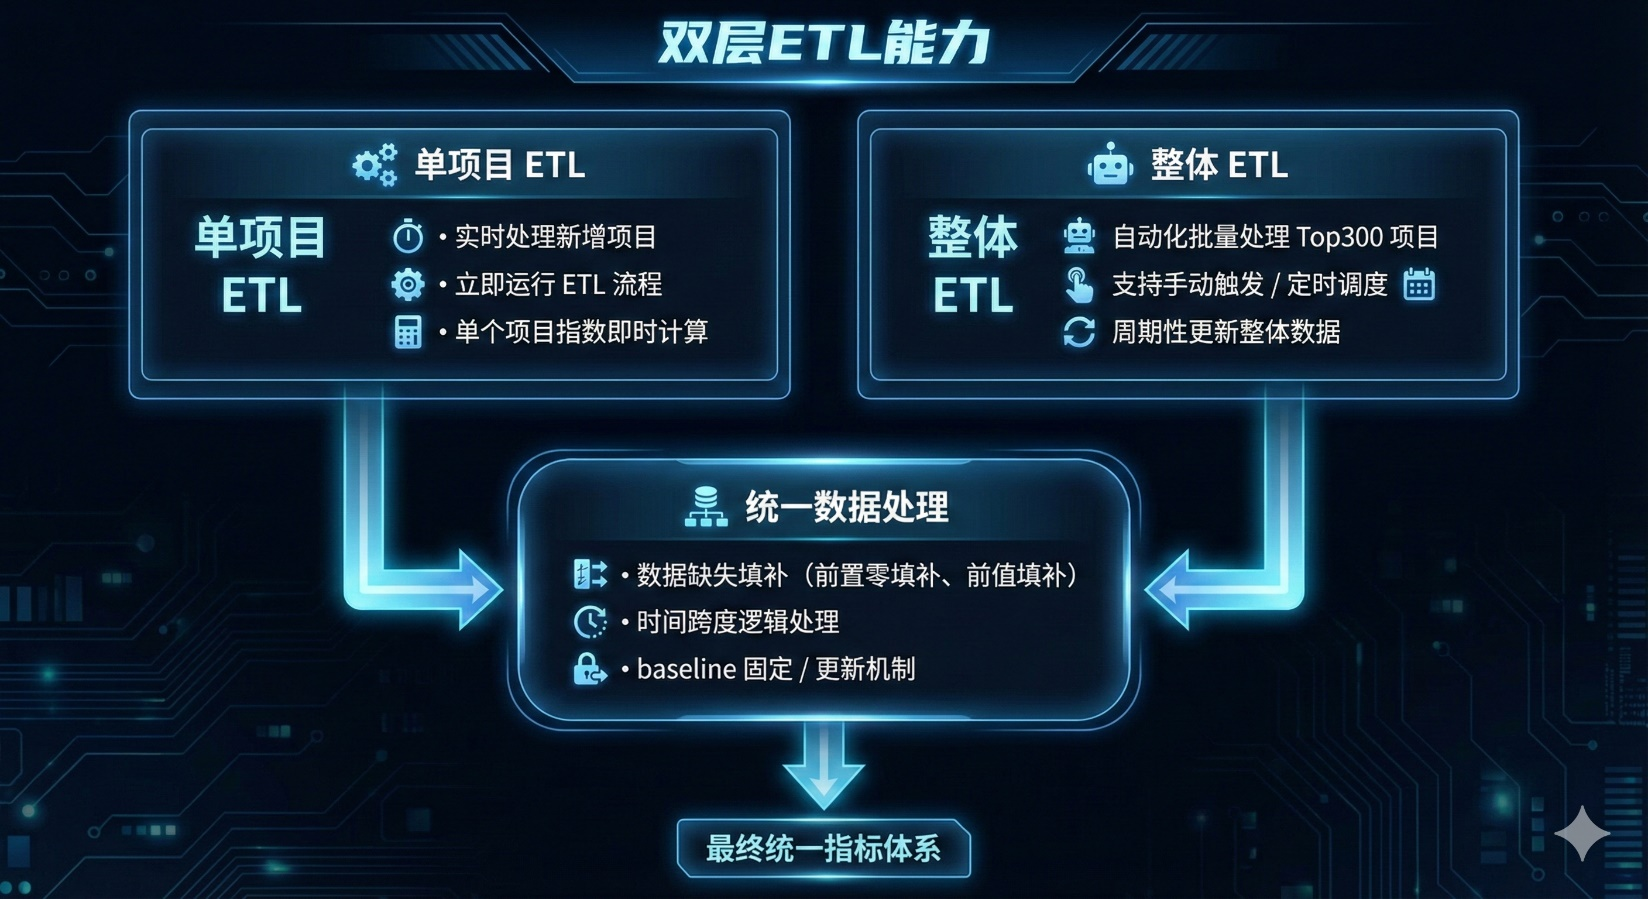 双层ETL能力
单项目 ETL
单项目
ETL
• 实时处理新增项目
• 立即运行 ETL 流程
• 单个项目指数即时计算
整体 ETL
整体
ETL
自动化批量处理 Top300 项目
支持手动触发 / 定时调度
周期性更新整体数据
统一数据处理
• 数据缺失填补（前置零填补、前值填补）
• 时间跨度逻辑处理
• baseline 固定 / 更新机制
最终统一指标体系